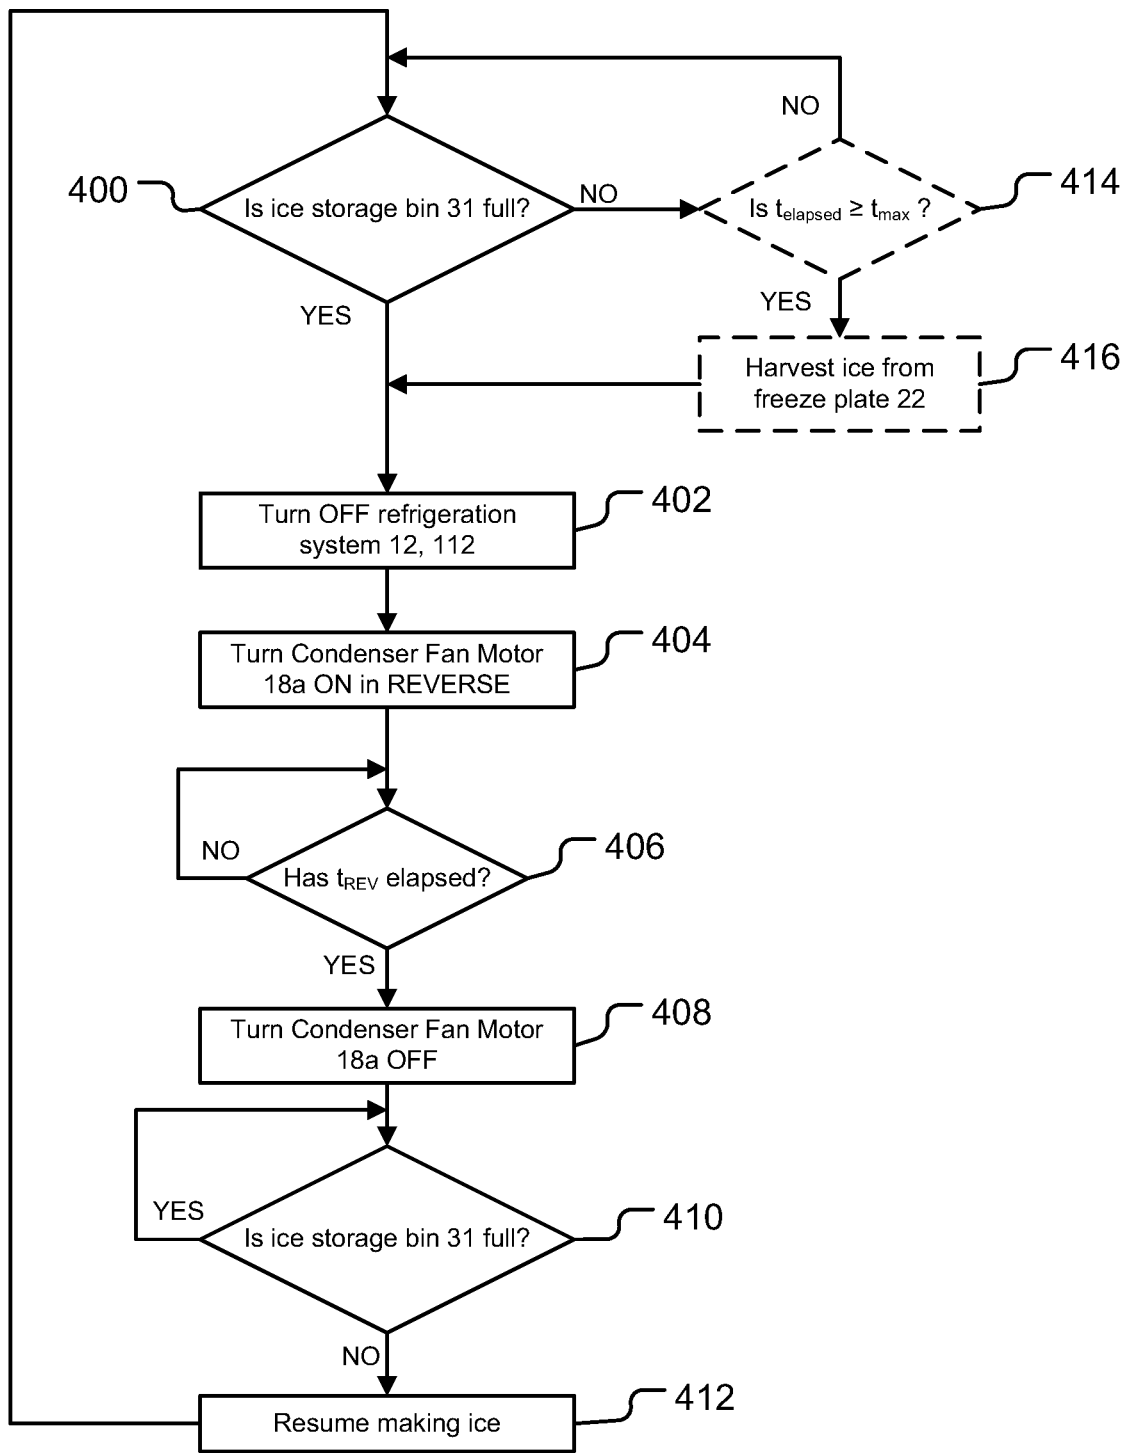 NO
400
Is ice storage bin 31 full?
NO
Is telapsed ≥ tmax ?
414
YES
YES
Harvest ice from
freeze plate 22
416
Turn OFF refrigeration
system 12, 112
402
Turn Condenser Fan Motor
18a ON in REVERSE
404
NO
Has tREV elapsed?
406
YES
Turn Condenser Fan Motor
18a OFF
408
YES
Is ice storage bin 31 full?
410
NO
Resume making ice
412